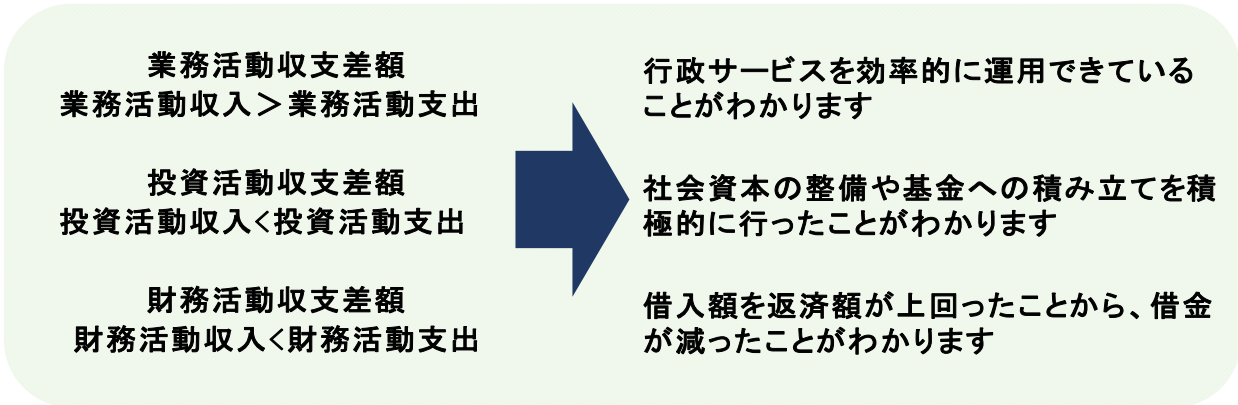 業務活動収支差額
業務活動収入＞業務活動支出
行政サービスを効率的に運用できている
ことがわかります
投資活動収支差額
投資活動収入<投資活動支出
社会資本の整備や基金への積み立てを積
極的に行ったことがわかります
財務活動収支差額
財務活動収入<財務活動支出
借入額を返済額が上回ったことから、借金
が減ったことがわかります